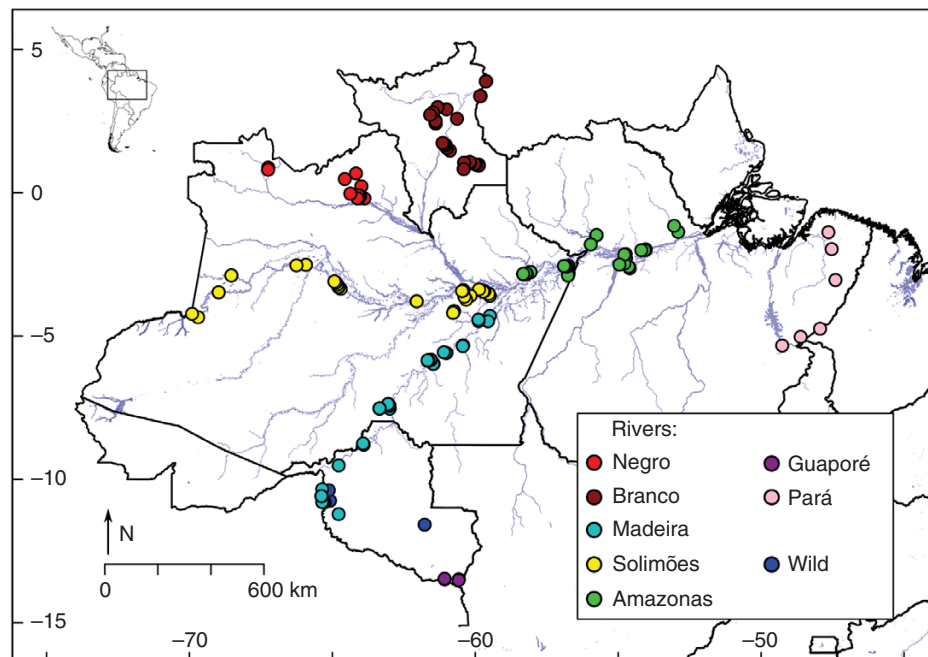 5
0
−5
−10
−15
−70
−60
−50
N
0 600 km
Rivers:
Negro
Branco
Madeira
Solimões
Amazonas
Guaporé
Pará
Wild